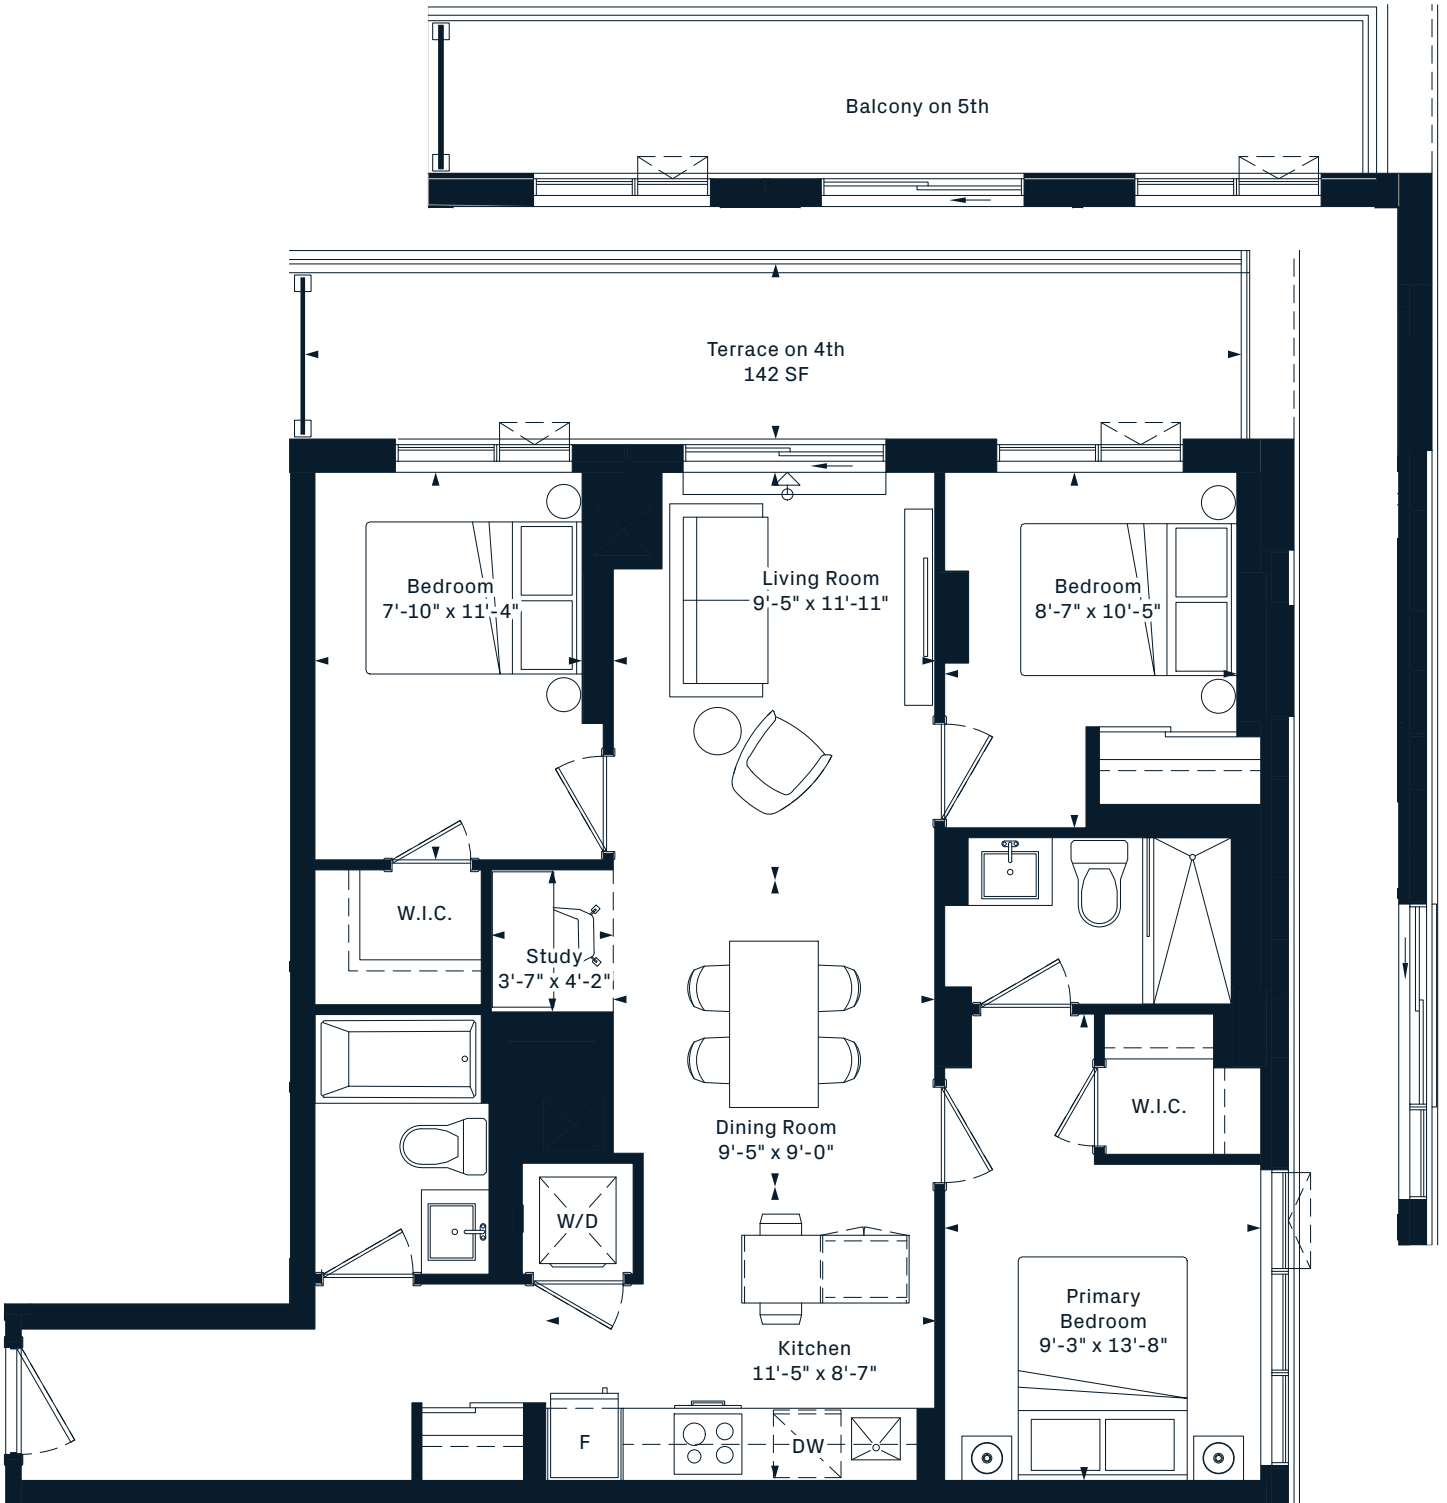 Balcony on 5th
Terrace on 4th
142 SF
Bedroom
7'-10" x 11'-4"
Living Room
9'-5" x 11'-11"
Bedroom
8'-7" x 10'-5"
W.I.C.
Study
3'-7" x 4'-2"
W.I.C.
Dining Room
9'-5" x 9'-0"
W/D
Primary
Bedroom
9'-3" x 13'-8"
Kitchen
11'-5" x 8'-7"
F
DW